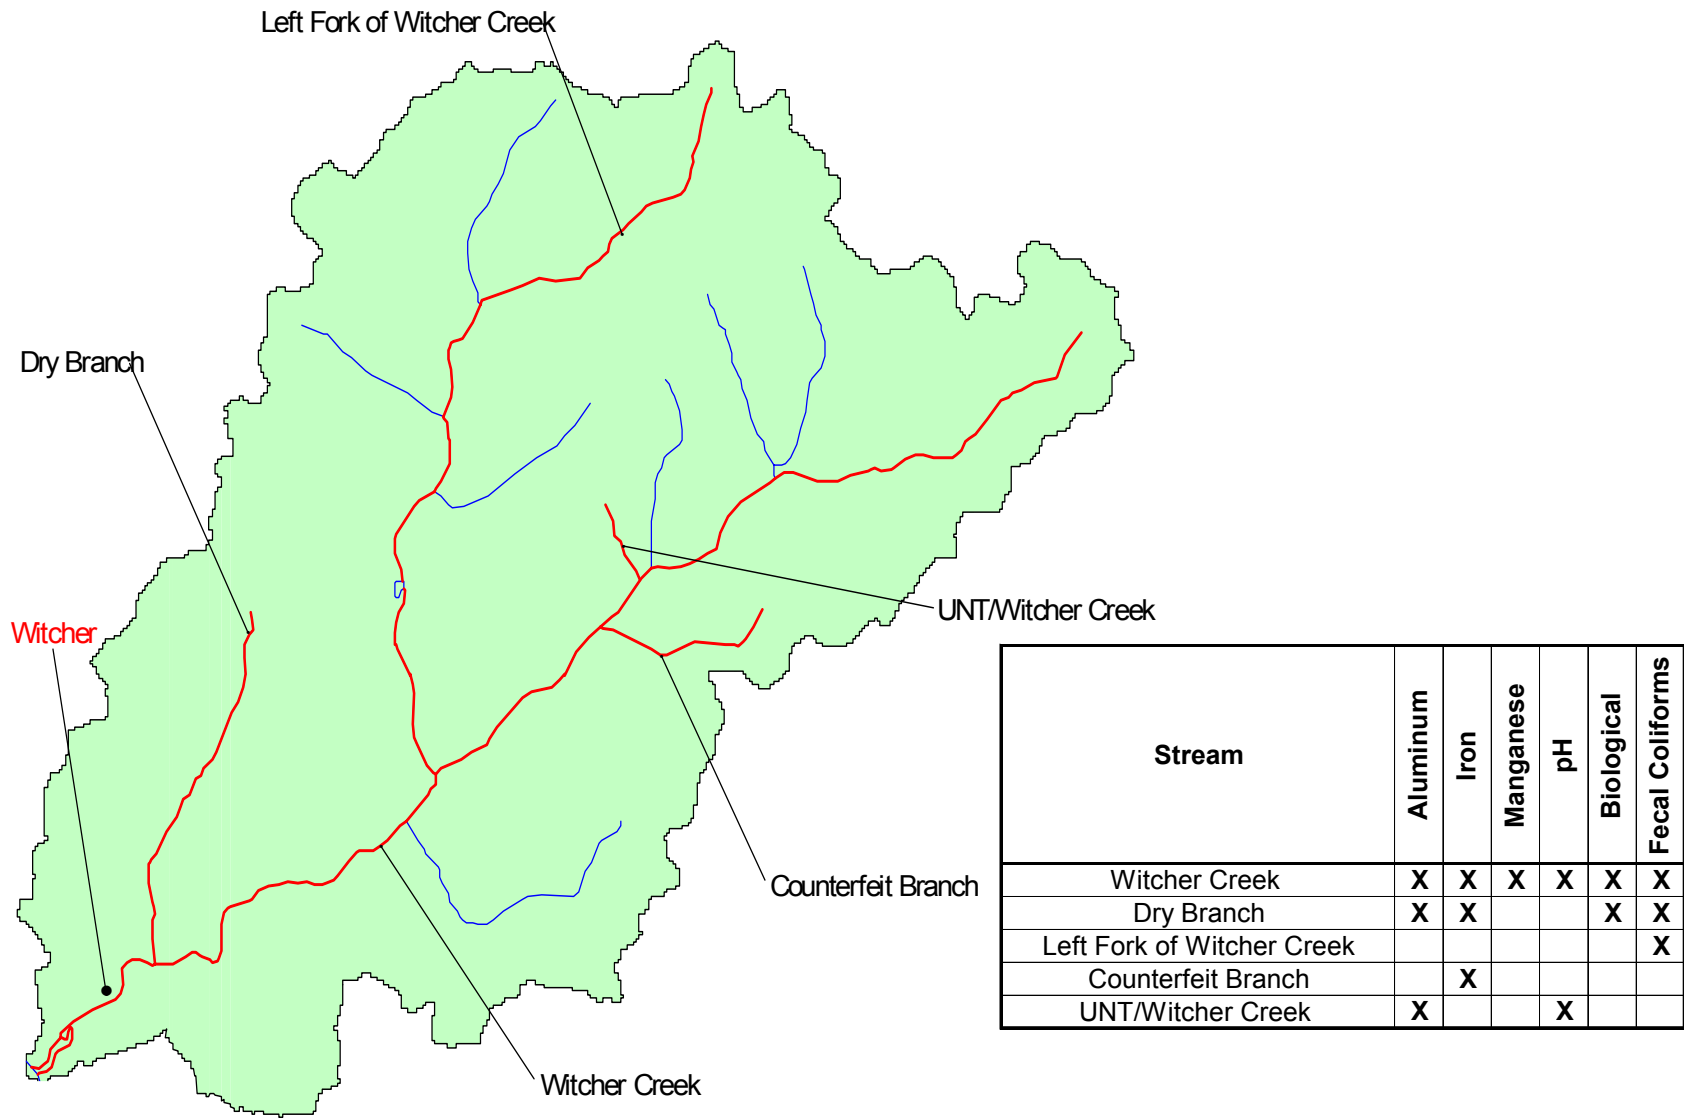 Left Fork of Witcher Creek
Dry Branch
Witcher
UNT/Witcher Creek
Counterfeit Branch
Witcher Creek
Stream Aluminum Iron Manganese pH Biological Fecal Coliforms
Witcher Creek X X X X X X
Dry Branch X X X X
Left Fork of Witcher Creek X
Counterfeit Branch X
UNT/Witcher Creek X X